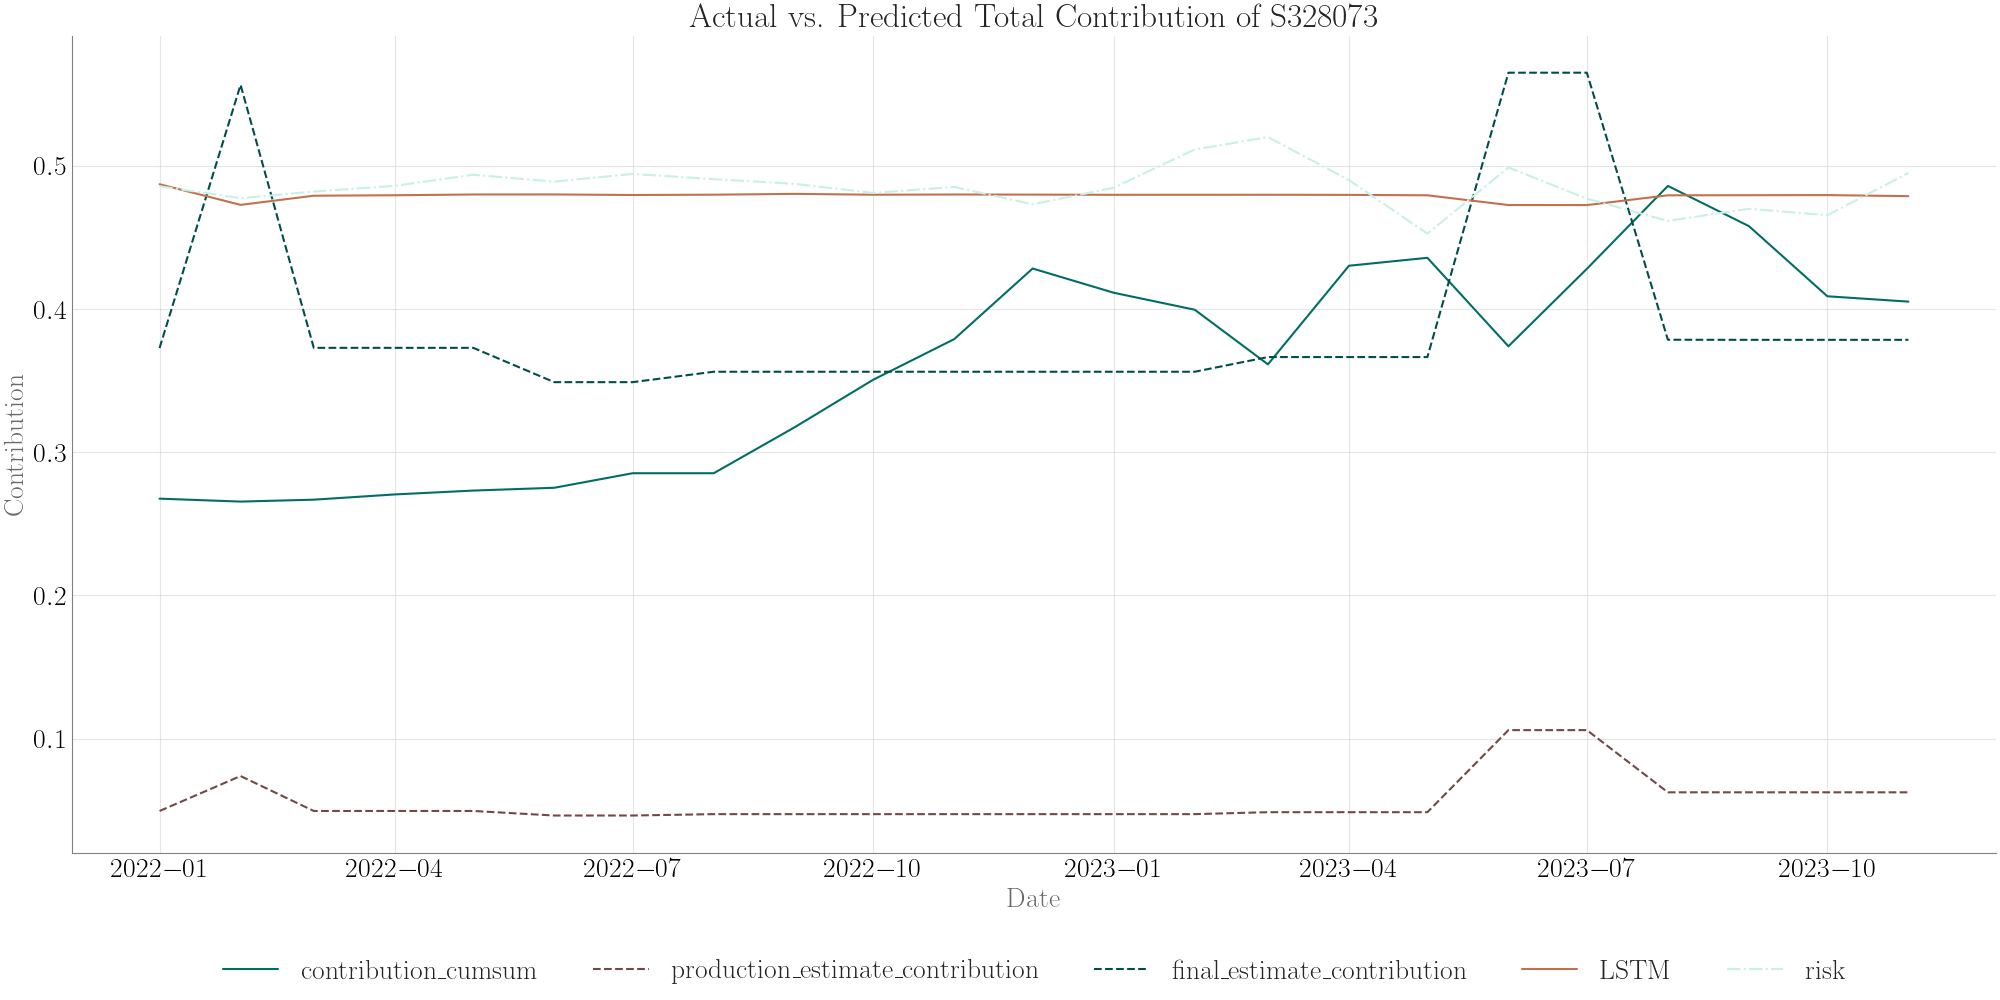 Actual vs. Predicted Total Contribution of S328073
Contribution
0.5
0.4
0.3
0.2
0.1
2022−01 2022−04 2022−07 2022−10 2023−01 2023−04 2023−07 2023−10
Date
contribution_cumsum production_estimate_contribution final_estimate_contribution LSTM risk